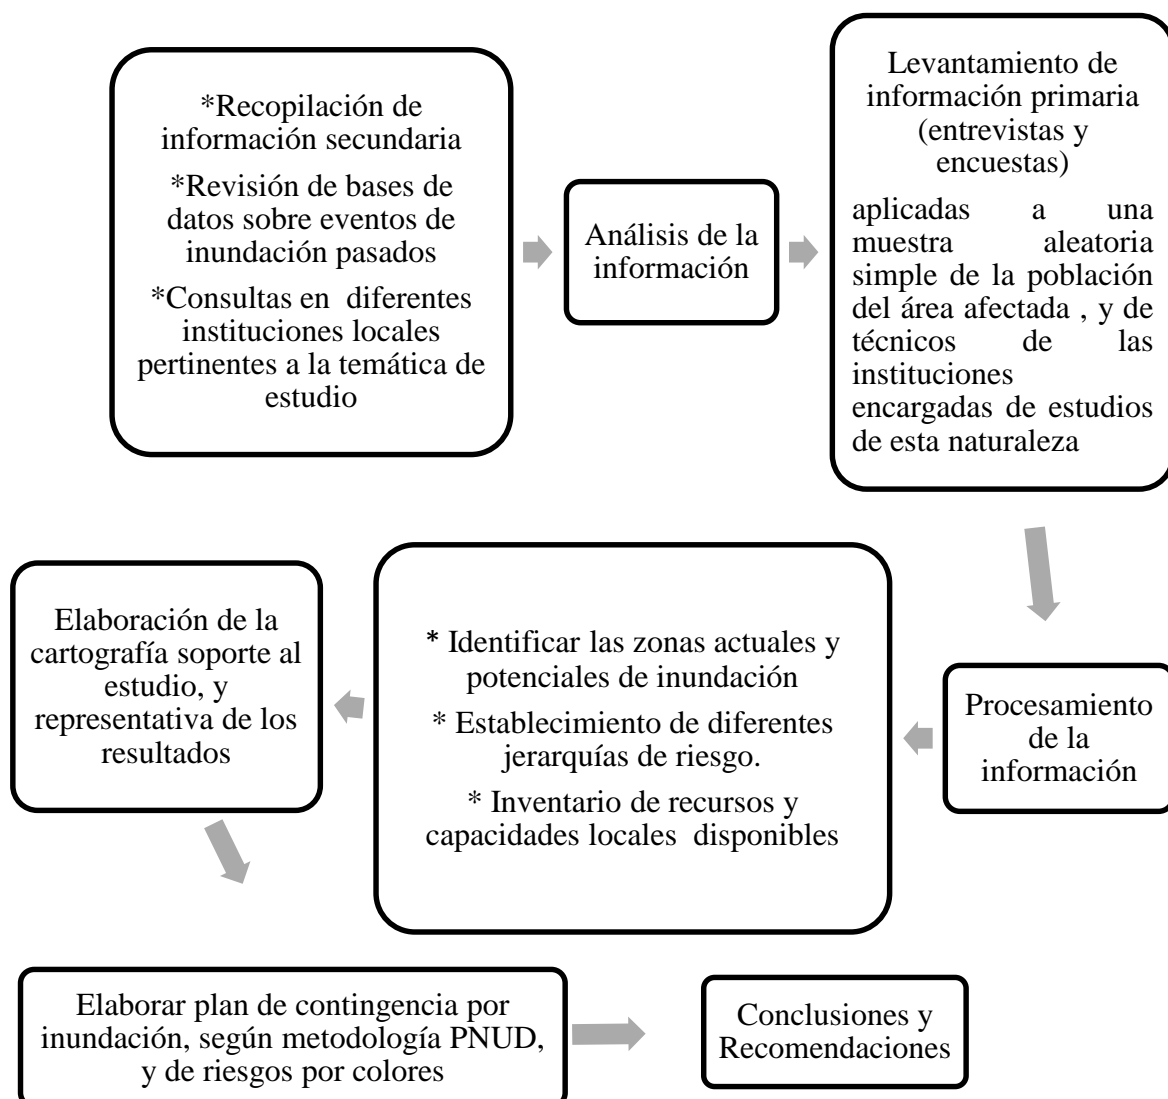 *Recopilación de
información secundaria
*Revisión de bases de
datos sobre eventos de
inundación pasados
*Consultas en diferentes
instituciones locales
pertinentes a la temática de
estudio
Análisis de la
información
Levantamiento de
información primaria
(entrevistas y
encuestas)
aplicadas a una
muestra aleatoria
simple de la población
del área afectada , y de
técnicos de las
instituciones
encargadas de estudios
de esta naturaleza
Procesamiento
de la
información
* Identificar las zonas actuales y
potenciales de inundación
* Establecimiento de diferentes
jerarquías de riesgo.
* Inventario de recursos y
capacidades locales disponibles
Elaboración de la
cartografía soporte al
estudio, y
representativa de los
resultados
Elaborar plan de contingencia por
inundación, según metodología PNUD,
y de riesgos por colores
Conclusiones y
Recomendaciones